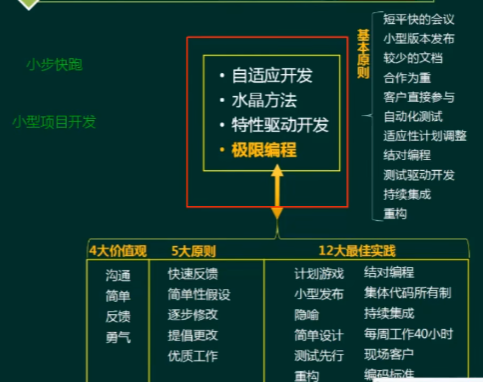 小步快跑
小型项目开发
• 自适应开发
• 水晶方法
• 特性驱动开发
• 极限编程
基本原则
短平快的会议
小型版本发布
较少的文档
合作为重
客户直接参与
自动化测试
适应性计划调整
结对编程
测试驱动开发
持续集成
重构
4大价值观
沟通
简单
反馈
勇气
5大原则
快速反馈
简单性假设
逐步修改
提倡更改
优质工作
12大最佳实践
计划游戏
小型发布
隐喻
简单设计
测试先行
重构
结对编程
集体代码所有制
持续集成
每周工作40小时
现场客户
编码标准